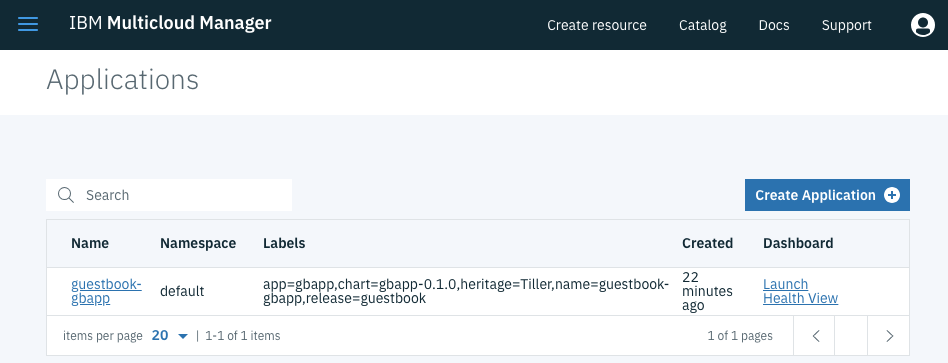 IBM Multicloud Manager Create resource Catalog Docs Support
Applications
Search
Create Application
Name Namespace Labels Created Dashboard
guestbook-gbapp default app=gbapp,chart=gbapp-0.1.0,heritage=Tiller,name=guestbook-gbapp,release=guestbook 22 minutes ago Launch Health View
items per page 20 | 1-1 of 1 items 1 of 1 pages